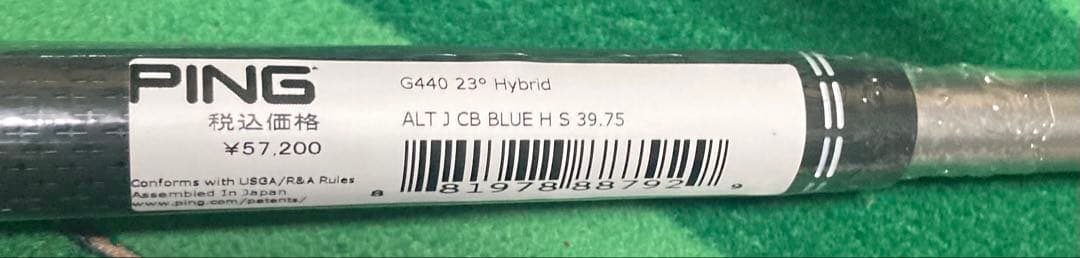 PING
税込価格
¥57,200
Conforms with USGA/R&A Rules
Assembled In Japan
www.ping.com/patents/
G440 23º Hybrid
ALT J CB BLUE H S 39.75
8 81978 88792 9